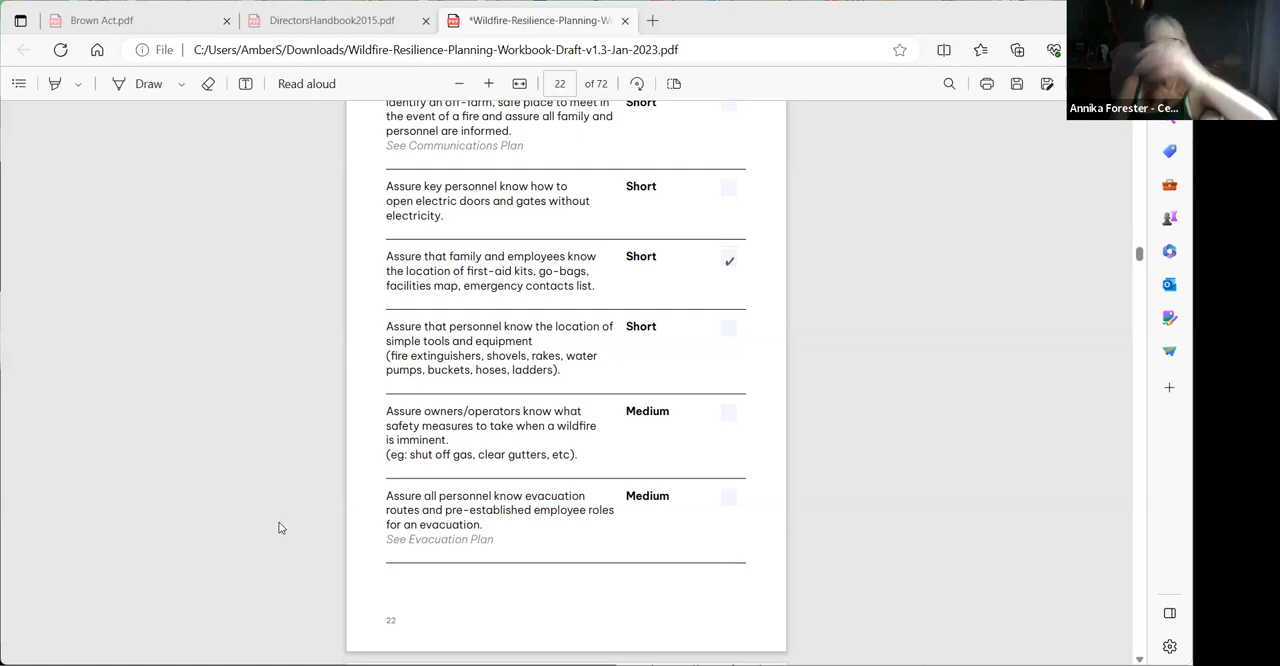 Brown Act.pdf
DirectorsHandbook2015.pdf
*Wildfire-Resilience-Planning-Wo
File
C:/Users/AmberS/Downloads/Wildfire-Resilience-Planning-Workbook-Draft-v1.3-Jan-2023.pdf
Draw
Read aloud
22
of 72
Annika Forester - Ce...
identify an off-farm, safe place to meet in
Short
the event of a fire and assure all family and
personnel are informed.
See Communications Plan
Assure key personnel know how to
Short
open electric doors and gates without
electricity.
Assure that family and employees know
Short
the location of first-aid kits, go-bags,
facilities map, emergency contacts list.
Assure that personnel know the location of
Short
simple tools and equipment
(fire extinguishers, shovels, rakes, water
pumps, buckets, hoses, ladders).
Assure owners/operators know what
Medium
safety measures to take when a wildfire
is imminent.
(eg: shut off gas, clear gutters, etc).
Assure all personnel know evacuation
Medium
routes and pre-established employee roles
for an evacuation.
See Evacuation Plan
22